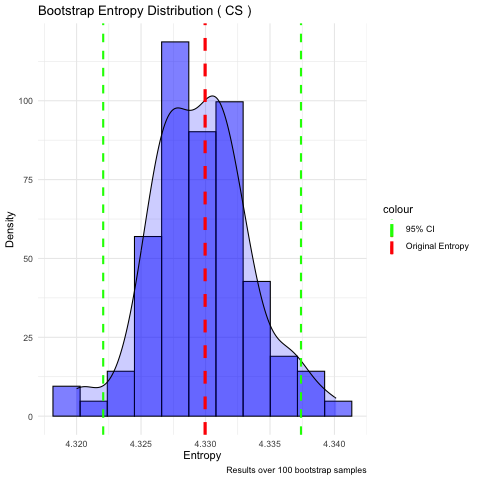 Bootstrap Entropy Distribution ( CS )
100
75
50
25
0
Density
4.320
4.325
4.330
4.335
4.340
Entropy
colour
95% CI
Original Entropy
Results over 100 bootstrap samples